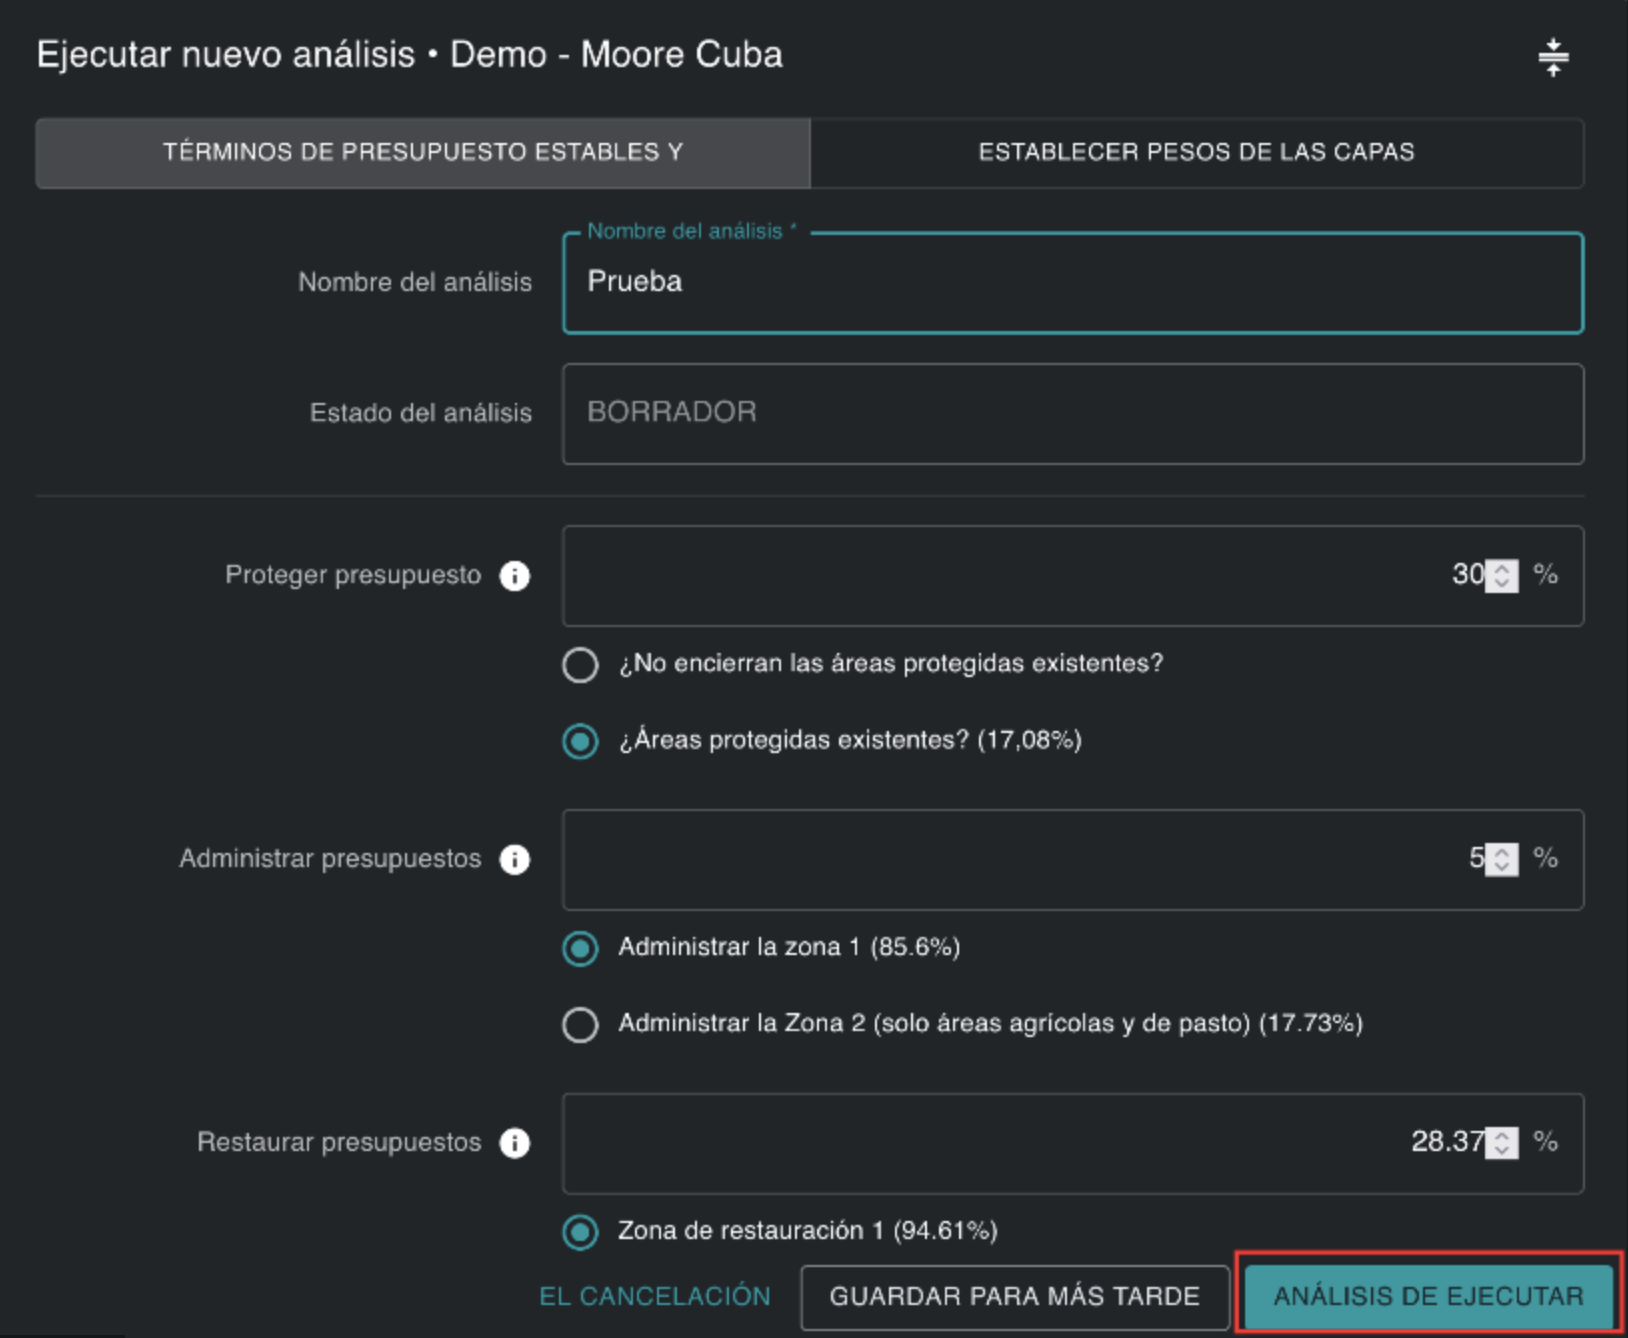 Ejecutar nuevo análisis • Demo - Moore Cuba
TÉRMINOS DE PRESUPUESTO ESTABLES Y
ESTABLECER PESOS DE LAS CAPAS
Nombre del análisis *
Nombre del análisis
Prueba
Estado del análisis
BORRADOR
Proteger presupuesto
30 %
¿No encierran las áreas protegidas existentes?
¿Áreas protegidas existentes? (17,08%)
Administrar presupuestos
5 %
Administrar la zona 1 (85.6%)
Administrar la Zona 2 (solo áreas agrícolas y de pasto) (17.73%)
Restaurar presupuestos
28.37 %
Zona de restauración 1 (94.61%)
EL CANCELACIÓN
GUARDAR PARA MÁS TARDE
ANÁLISIS DE EJECUTAR